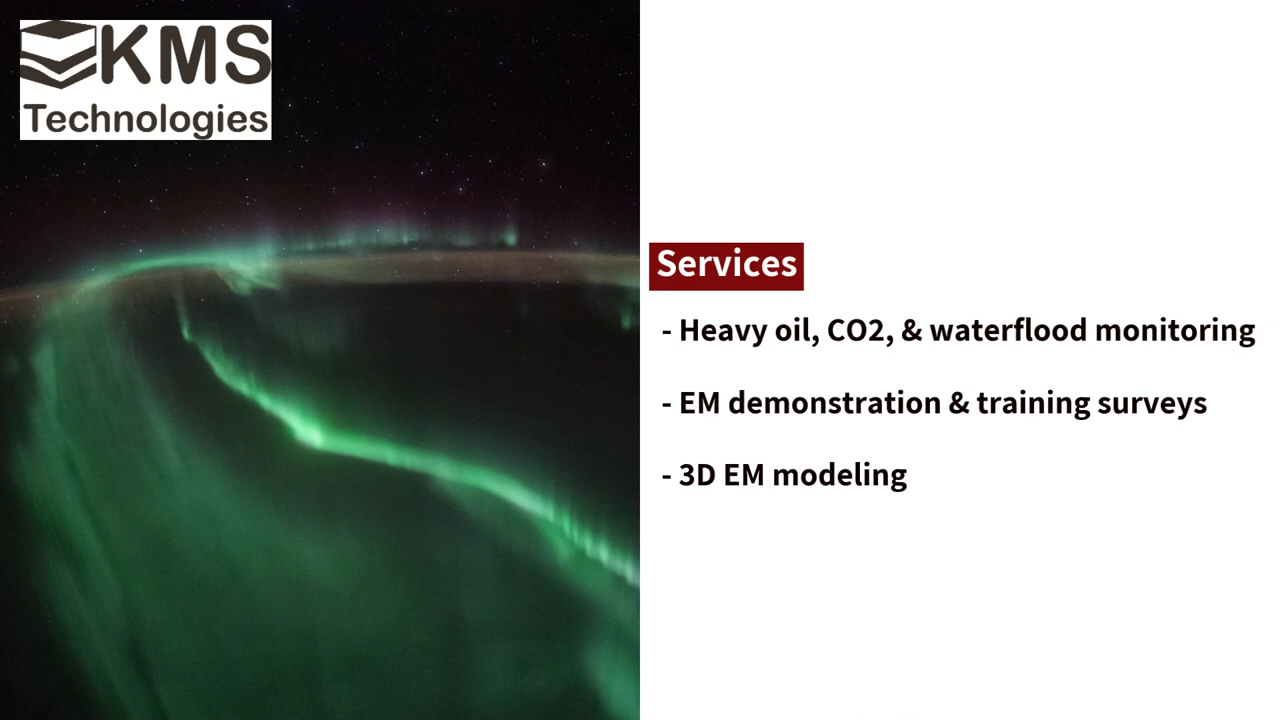 KMS
Technologies
Services
- Heavy oil, CO2, & waterflood monitoring
- EM demonstration & training surveys
- 3D EM modeling